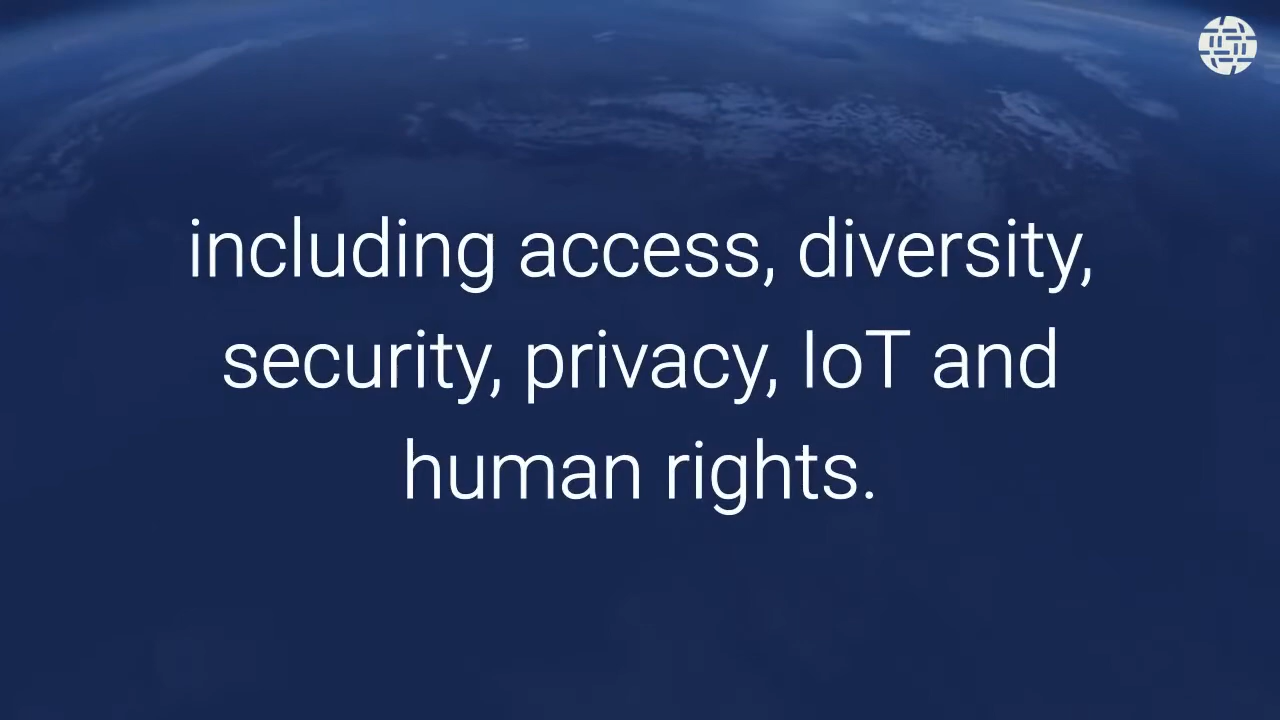 including access, diversity,
security, privacy, IoT and
human rights.